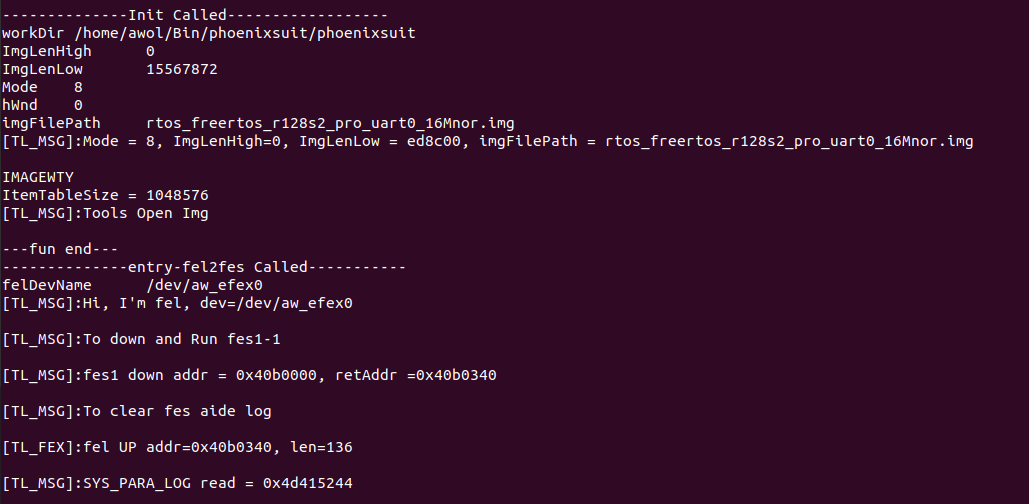 --------------Init Called------------------
workDir /home/awol/Bin/phoenixsuit/phoenixsuit
ImgLenHigh      0
ImgLenLow       15567872
Mode    8
hWnd    0
imgFilePath     rtos_freertos_r128s2_pro_uart0_16Mnor.img
[TL_MSG]:Mode = 8, ImgLenHigh=0, ImgLenLow = ed8c00, imgFilePath = rtos_freertos_r128s2_pro_uart0_16Mnor.img
IMAGEWTY
ItemTableSize = 1048576
[TL_MSG]:Tools Open Img
---fun end---
--------------entry-fel2fes Called-----------
felDevName      /dev/aw_efex0
[TL_MSG]:Hi, I'm fel, dev=/dev/aw_efex0
[TL_MSG]:To down and Run fes1-1
[TL_MSG]:fes1 down addr = 0x40b0000, retAddr =0x40b0340
[TL_MSG]:To clear fes aide log
[TL_FEX]:fel UP addr=0x40b0340, len=136
[TL_MSG]:SYS_PARA_LOG read = 0x4d415244